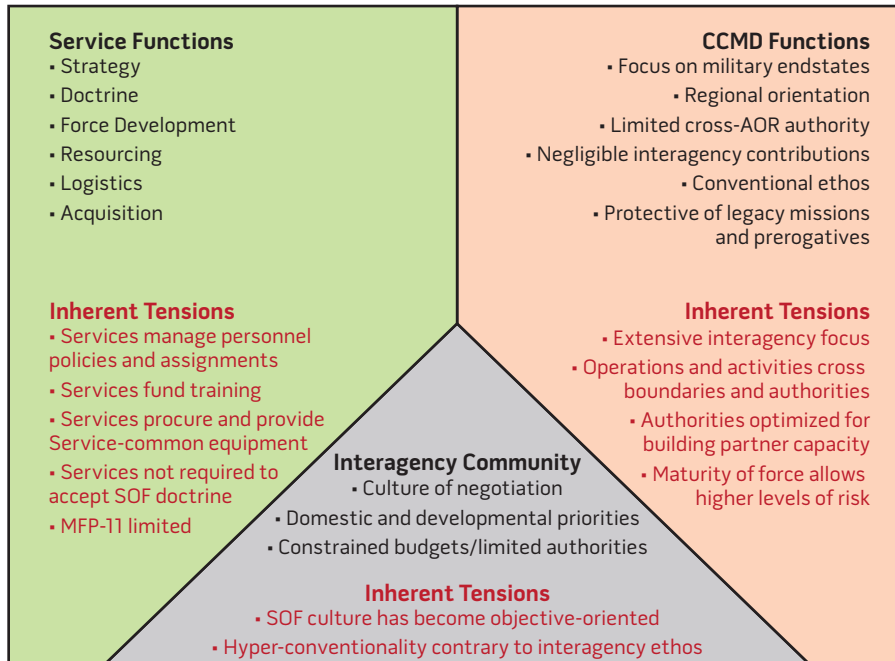 Service Functions
▪ Strategy
▪ Doctrine
▪ Force Development
▪ Resourcing
▪ Logistics
▪ Acquisition
Inherent Tensions
▪ Services manage personnel
policies and assignments
▪ Services fund training
▪ Services procure and provide
Service-common equipment
▪ Services not required to
accept SOF doctrine
▪ MFP-11 limited
CCMD Functions
▪ Focus on military endstates
▪ Regional orientation
▪ Limited cross-AOR authority
▪ Negligible interagency contributions
▪ Conventional ethos
▪ Protective of legacy missions
and prerogatives
Inherent Tensions
▪ Extensive interagency focus
▪ Operations and activities cross
boundaries and authorities
▪ Authorities optimized for
building partner capacity
▪ Maturity of force allows
higher levels of risk
Interagency Community
▪ Culture of negotiation
▪ Domestic and developmental priorities
▪ Constrained budgets/limited authorities
Inherent Tensions
▪ SOF culture has become objective-oriented
▪ Hyper-conventionality contrary to interagency ethos